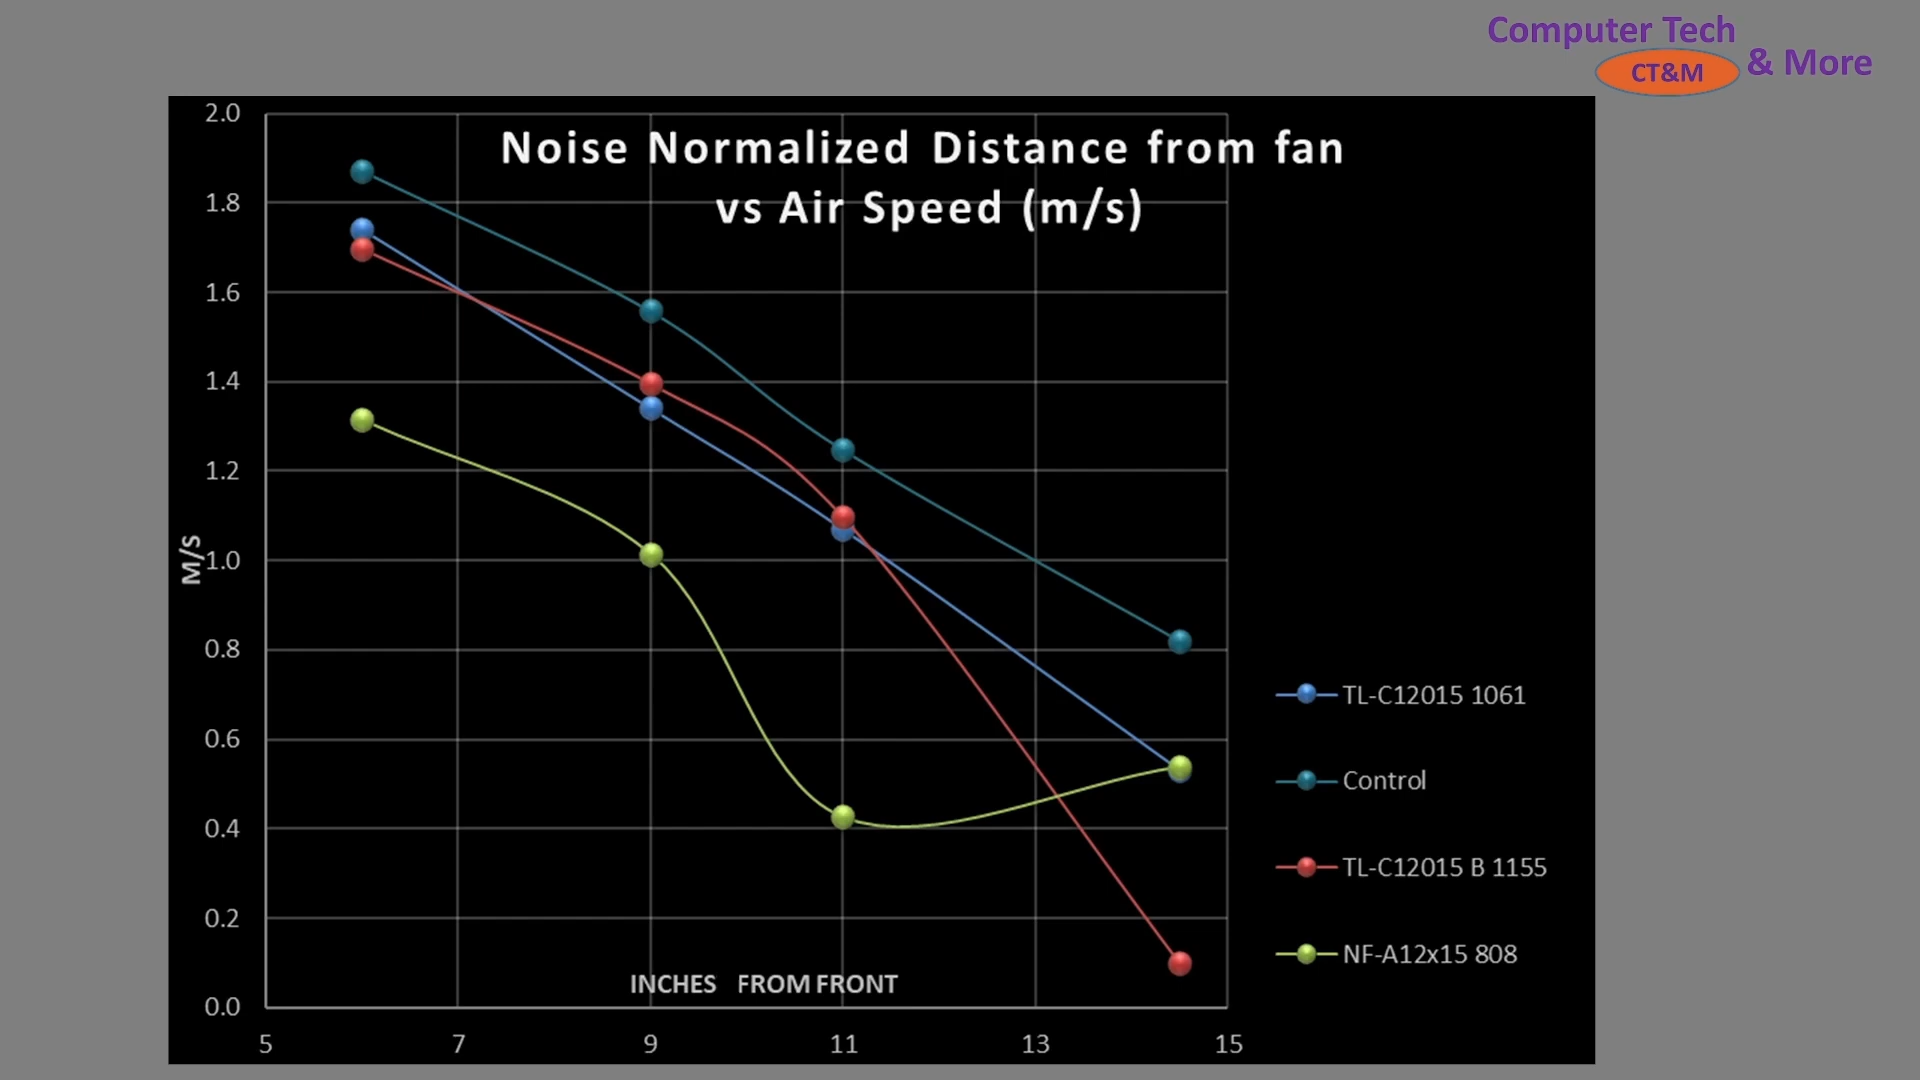 Computer Tech
CT&M
& More
Noise Normalized Distance from fan
vs Air Speed (m/s)
2.0
1.8
1.6
1.4
1.2
1.0
0.8
0.6
0.4
0.2
0.0
M/S
INCHES FROM FRONT
5 7 9 11 13 15
TL-C12015 1061
Control
TL-C12015 B 1155
NF-A12x15 808